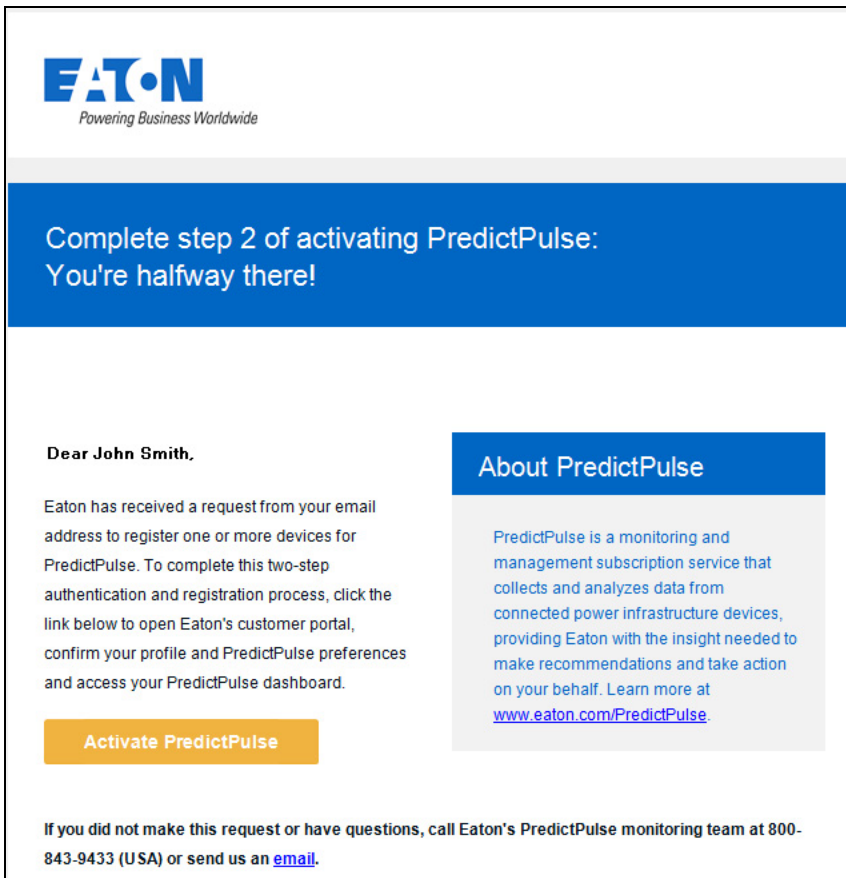 EATON
Powering Business Worldwide
Complete step 2 of activating PredictPulse:
You're halfway there!
Dear John Smith,
Eaton has received a request from your email
address to register one or more devices for
PredictPulse. To complete this two-step
authentication and registration process, click the
link below to open Eaton's customer portal,
confirm your profile and PredictPulse preferences
and access your PredictPulse dashboard.
Activate PredictPulse
About PredictPulse
PredictPulse is a monitoring and
management subscription service that
collects and analyzes data from
connected power infrastructure devices,
providing Eaton with the insight needed to
make recommendations and take action
on your behalf. Learn more at
www.eaton.com/PredictPulse.
If you did not make this request or have questions, call Eaton's PredictPulse monitoring team at 800-
843-9433 (USA) or send us an email.